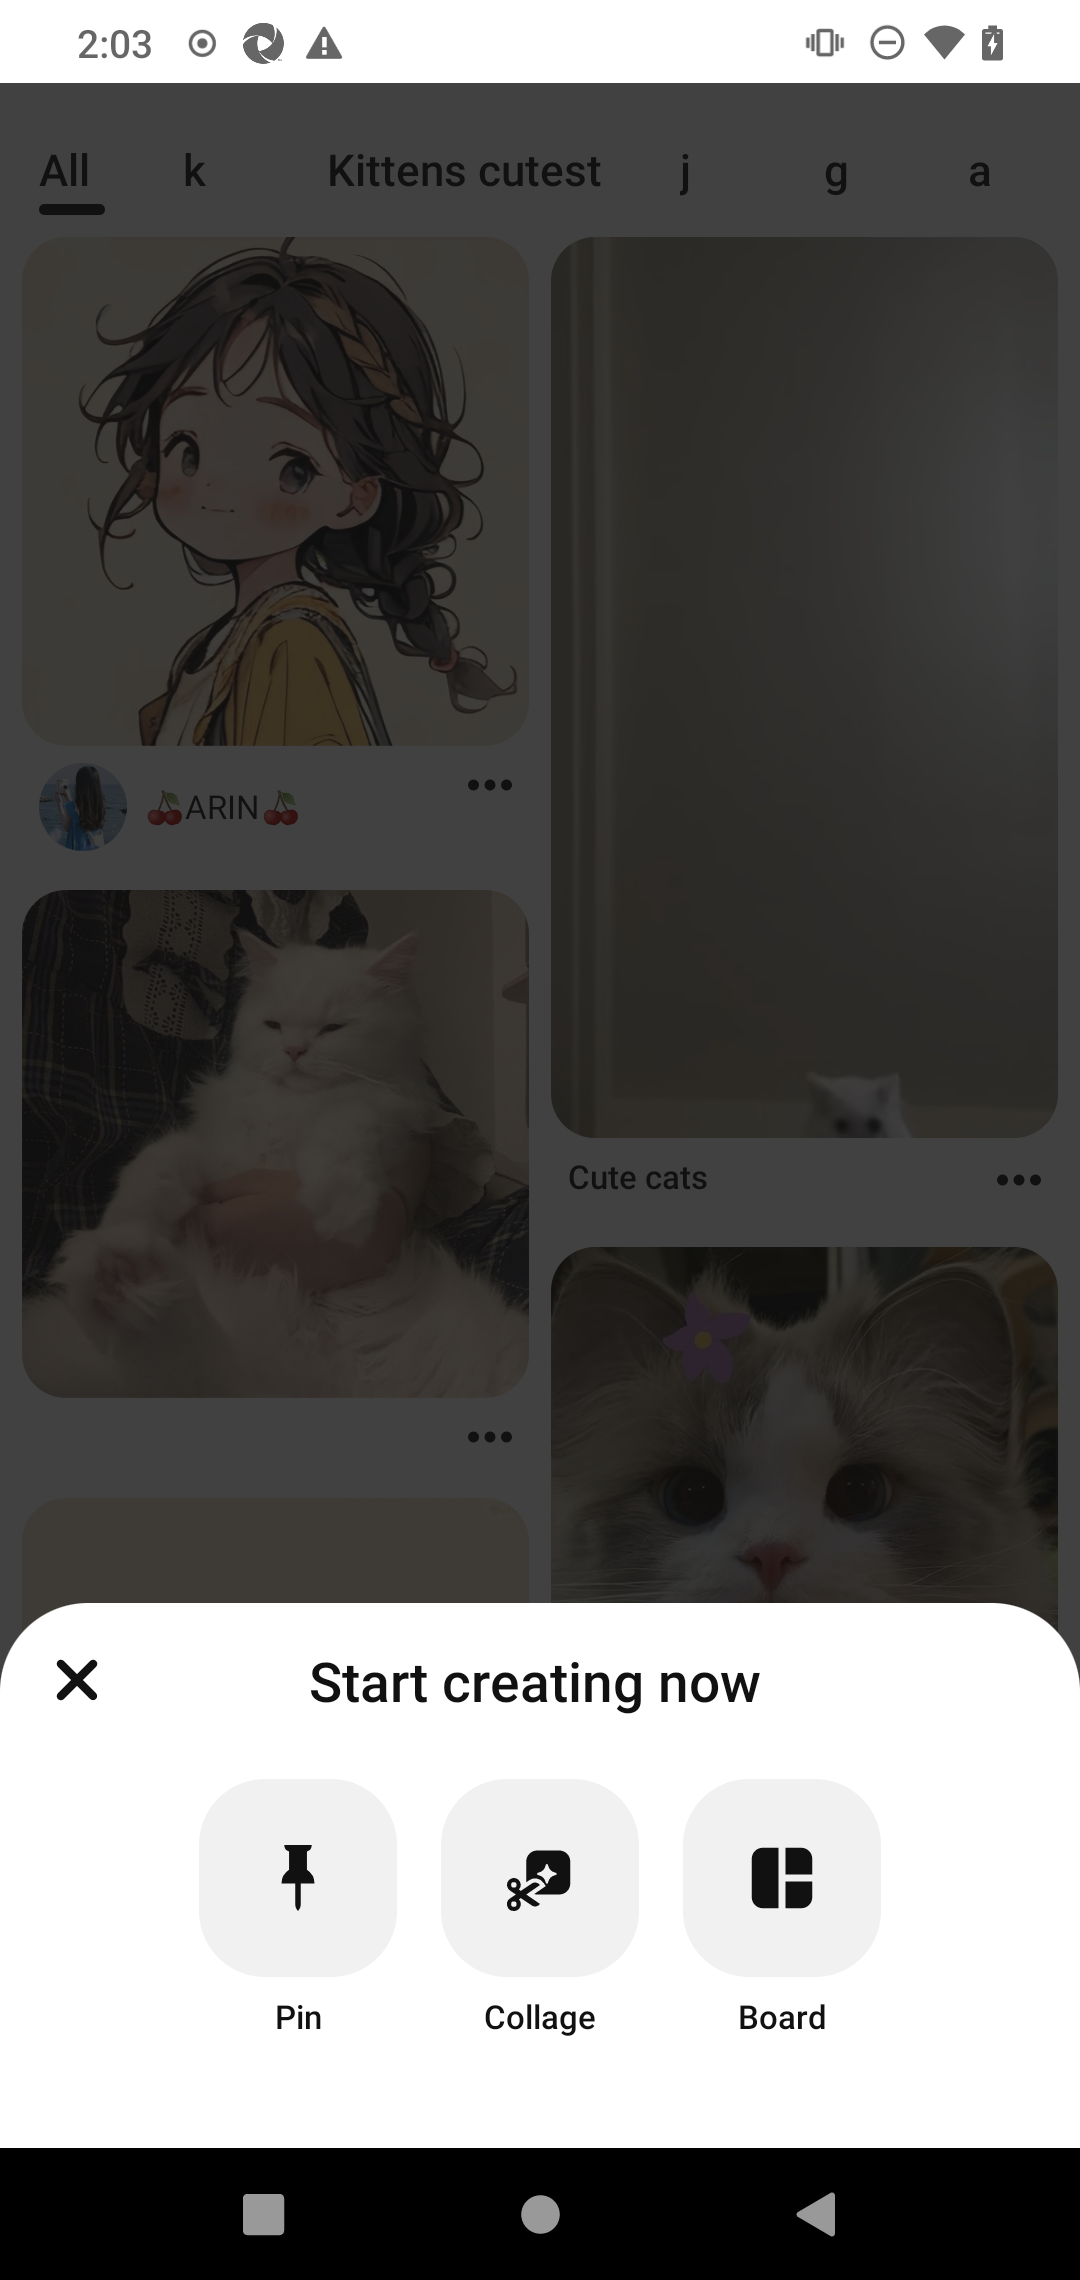 2:03
All k Kittens cutest j g a
🍒ARIN🍒
Cute cats
Start creating now
Pin Collage Board